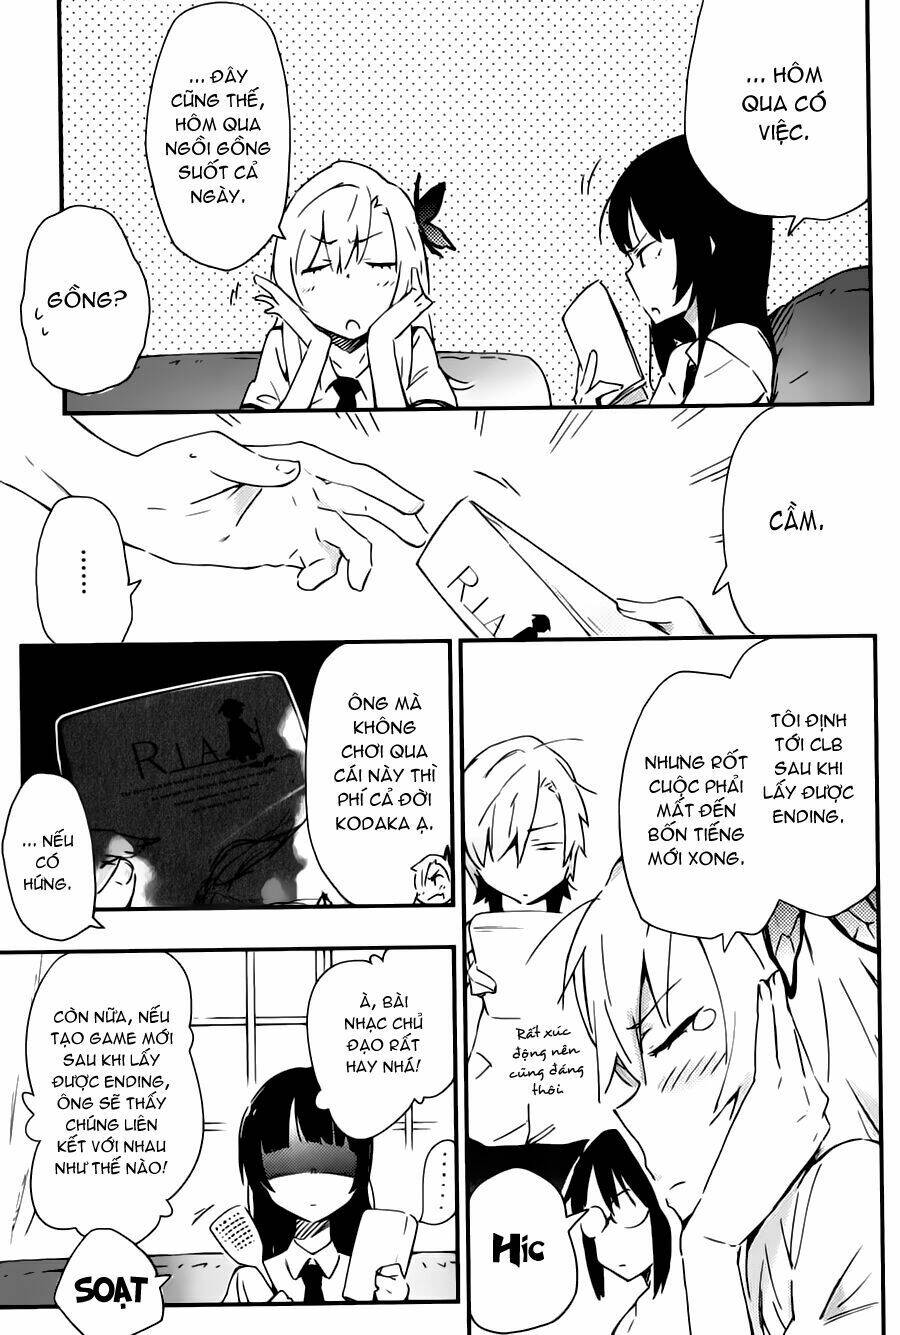 ... HÔM
QUA CÓ
VIỆC.
... ĐÂY
CŨNG THẾ,
HÔM QUA
NGỒI GỒNG
SUỐT CẢ
NGÀY.
GỒNG?
CẦM.
RIA
......
TÔI ĐỊNH
TỚI CLB
SAU KHI
LẤY ĐƯỢC
ENDING.
NHƯNG RỐT
CUỘC PHẢI
MẤT ĐẾN
BỐN TIẾNG
MỚI XONG.
Rất xúc
động nên
cũng đáng
thôi.
HÍC
ÔNG MÀ
KHÔNG
CHƠI QUA
CÁI NÀY THÌ
PHÍ CẢ ĐỜI
KODAKA Ạ.
RIAN
... NẾU
CÓ
HỨNG.
À, BÀI
NHẠC CHỦ
ĐẠO RẤT
HAY NHÁ!
CÒN NỮA, NẾU
TẠO GAME MỚI
SAU KHI LẤY
ĐƯỢC ENDING,
ÔNG SẼ THẤY
CHÚNG LIÊN
KẾT VỚI NHAU
NHƯ THẾ NÀO!
......
SOẠT